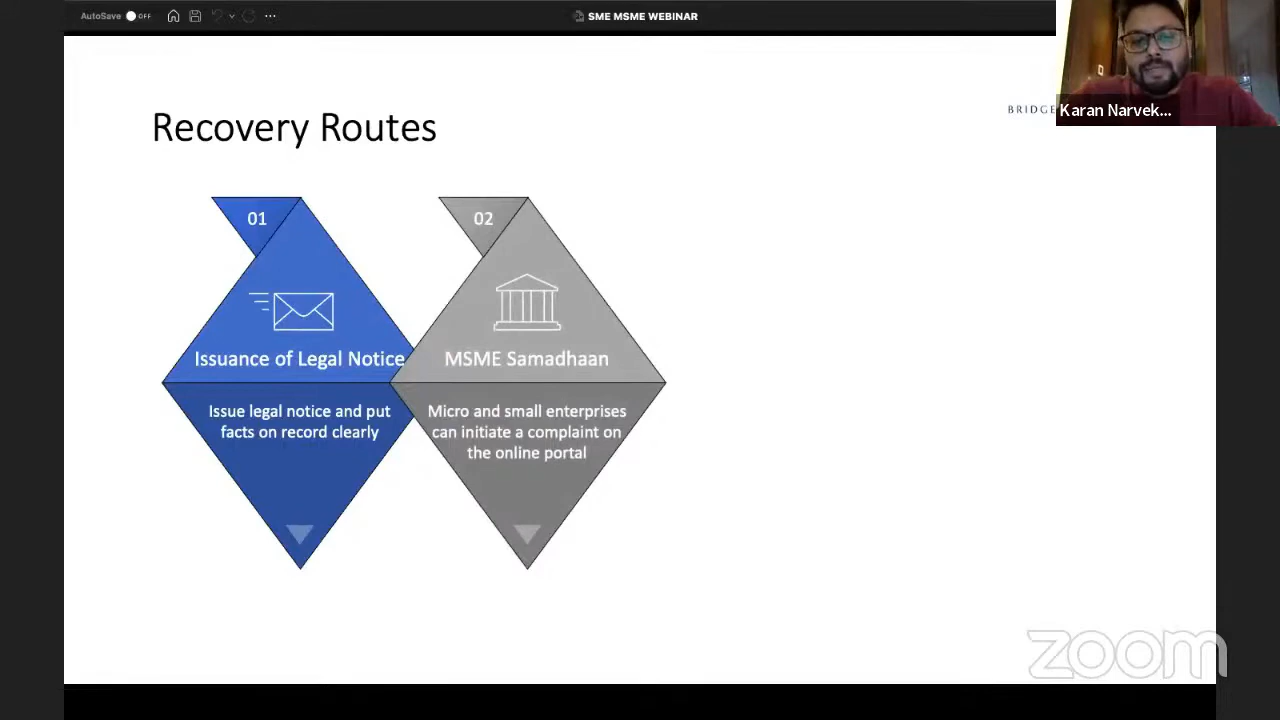 AutoSave OFF
SME MSME WEBINAR
Karan Narvek...
BRIDGE
Recovery Routes
01
Issuance of Legal Notice
Issue legal notice and put
facts on record clearly
02
MSME Samadhaan
Micro and small enterprises
can initiate a complaint on
the online portal
zoom